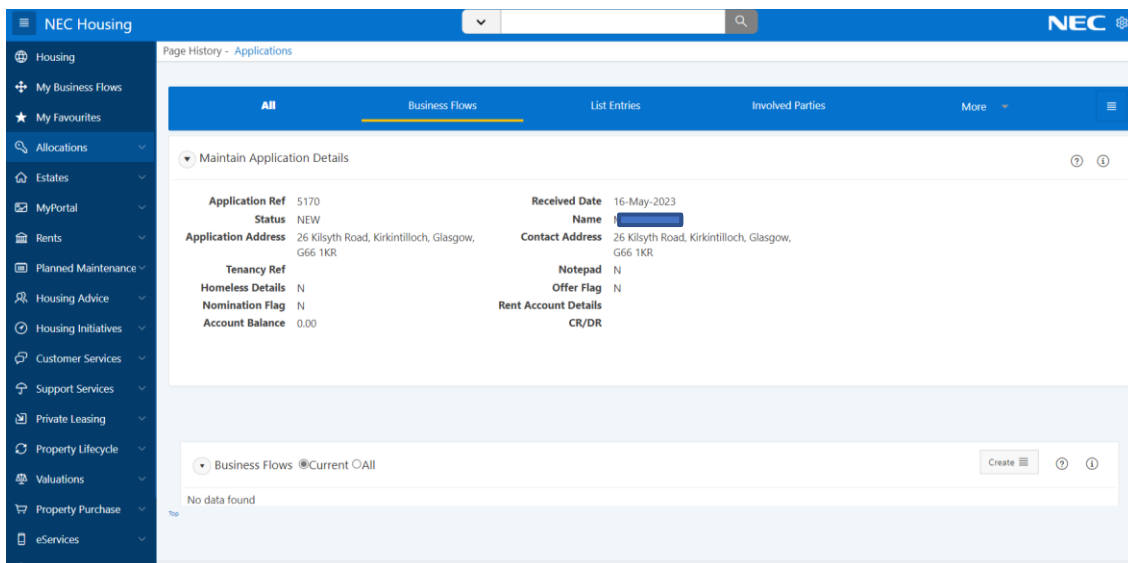 NEC Housing
NEC
Housing
My Business Flows
My Favourites
Allocations
Estates
MyPortal
Rents
Planned Maintenance
Housing Advice
Housing Initiatives
Customer Services
Support Services
Private Leasing
Property Lifecycle
Valuations
Property Purchase
eServices
Page History - Applications
All Business Flows List Entries Involved Parties More
Maintain Application Details
Application Ref 5170 Received Date 16-May-2023
Status NEW Name
Application Address 26 Kilsyth Road, Kirkintilloch, Glasgow, Contact Address 26 Kilsyth Road, Kirkintilloch, Glasgow,
G66 1KR G66 1KR
Tenancy Ref Notepad N
Homeless Details N Offer Flag N
Nomination Flag N Rent Account Details
Account Balance 0.00 CR/DR
Business Flows Current All Create
No data found
Top